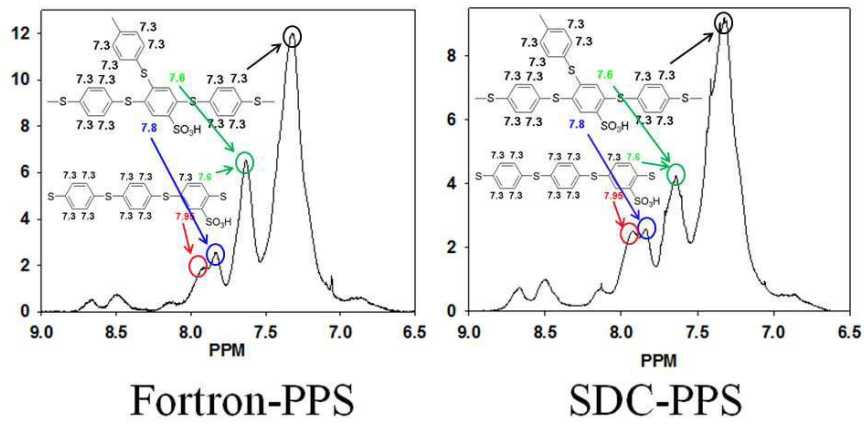 12
10
8
6
4
2
0
9.0 8.5 8.0 7.5 7.0 6.5
PPM
7.3
7.3 7.3
7.3
7.3 7.3 S 7.6 7.3 7.3
S S S S
7.3 7.3 SO₃H 7.3 7.3
7.8
7.3 7.3 7.3 7.3 7.3 7.6
S S S S
7.3 7.3 7.3 7.3 SO₃H
7.95
Fortron-PPS
8
6
4
2
0
9.0 8.5 8.0 7.5 7.0 6.5
PPM
7.3
7.3 7.3
7.3
7.3 7.3 S 7.6 7.3 7.3
S S S S
7.3 7.3 SO₃H 7.3 7.3
7.8
7.3 7.3 7.3 7.3 7.3 7.6
S S S S
7.3 7.3 7.3 7.3 SO₃H
7.95
SDC-PPS